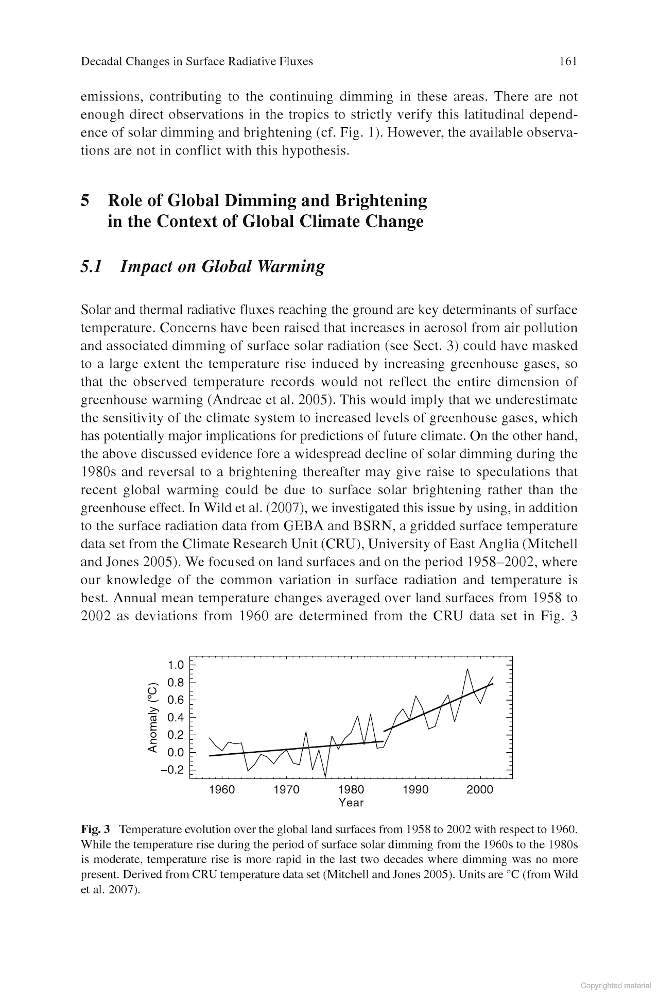 Decadal Changes in Surface Radiative Fluxes 161
emissions, contributing to the continuing dimming in these areas. There are not
enough direct observations in the tropics to strictly verify this latitudinal depend-
ence of solar dimming and brightening (cf. Fig. 1). However, the available observa-
tions are not in conflict with this hypothesis.
5 Role of Global Dimming and Brightening
in the Context of Global Climate Change
5.1 Impact on Global Warming
Solar and thermal radiative fluxes reaching the ground are key determinants of surface
temperature. Concerns have been raised that increases in aerosol from air pollution
and associated dimming of surface solar radiation (see Sect. 3) could have masked
to a large extent the temperature rise induced by increasing greenhouse gases, so
that the observed temperature records would not reflect the entire dimension of
greenhouse warming (Andreae et al. 2005). This would imply that we underestimate
the sensitivity of the climate system to increased levels of greenhouse gases, which
has potentially major implications for predictions of future climate. On the other hand,
the above discussed evidence fore a widespread decline of solar dimming during the
1980s and reversal to a brightening thereafter may give raise to speculations that
recent global warming could be due to surface solar brightening rather than the
greenhouse effect. In Wild et al. (2007), we investigated this issue by using, in addition
to the surface radiation data from GEBA and BSRN, a gridded surface temperature
data set from the Climate Research Unit (CRU), University of East Anglia (Mitchell
and Jones 2005). We focused on land surfaces and on the period 1958–2002, where
our knowledge of the common variation in surface radiation and temperature is
best. Annual mean temperature changes averaged over land surfaces from 1958 to
2002 as deviations from 1960 are determined from the CRU data set in Fig. 3
Anomaly (°C)
1.0
0.8
0.6
0.4
0.2
0.0
−0.2
1960 1970 1980 1990 2000
Year
Fig. 3 Temperature evolution over the global land surfaces from 1958 to 2002 with respect to 1960.
While the temperature rise during the period of surface solar dimming from the 1960s to the 1980s
is moderate, temperature rise is more rapid in the last two decades where dimming was no more
present. Derived from CRU temperature data set (Mitchell and Jones 2005). Units are °C (from Wild
et al. 2007).
Copyrighted material